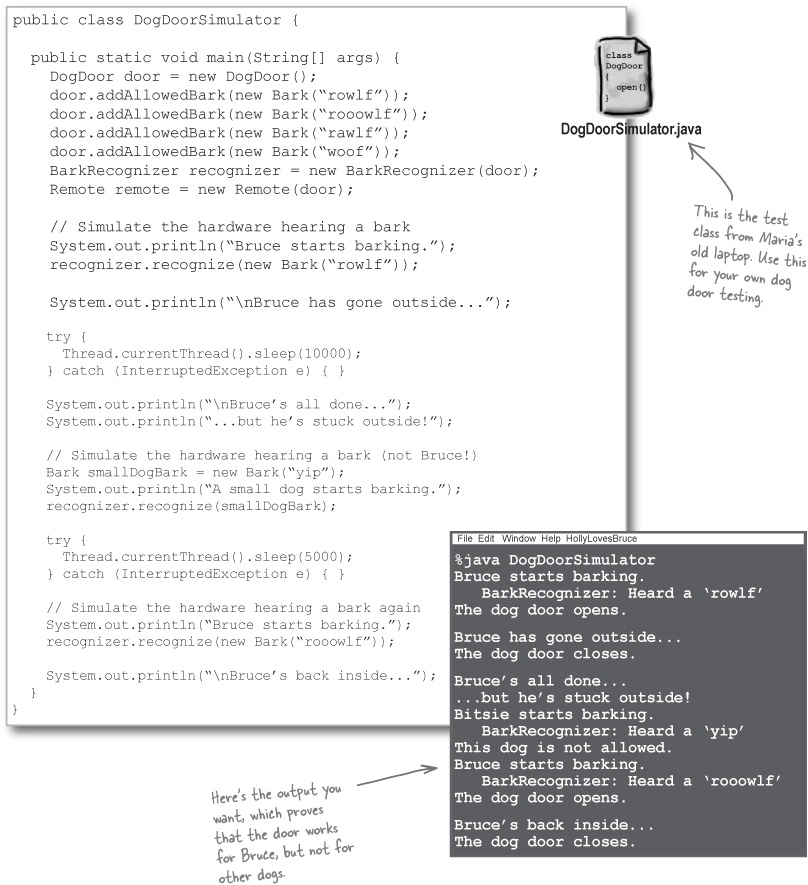 public class DogDoorSimulator {
public static void main(String[] args) {
DogDoor door = new DogDoor();
door.addAllowedBark(new Bark(“rowlf”));
door.addAllowedBark(new Bark(“rooowlf”));
door.addAllowedBark(new Bark(“rawlf”));
door.addAllowedBark(new Bark(“woof”));
BarkRecognizer recognizer = new BarkRecognizer(door);
Remote remote = new Remote(door);
// Simulate the hardware hearing a bark
System.out.println(“Bruce starts barking.”);
recognizer.recognize(new Bark(“rowlf”));
System.out.println(“\nBruce has gone outside...”);
try {
Thread.currentThread().sleep(10000);
} catch (InterruptedException e) { }
System.out.println(“\nBruce’s all done...”);
System.out.println(“...but he’s stuck outside!”);
// Simulate the hardware hearing a bark (not Bruce!)
Bark smallDogBark = new Bark(“yip”);
System.out.println(“A small dog starts barking.”);
recognizer.recognize(smallDogBark);
try {
Thread.currentThread().sleep(5000);
} catch (InterruptedException e) { }
// Simulate the hardware hearing a bark again
System.out.println(“Bruce starts barking.”);
recognizer.recognize(new Bark(“rooowlf”));
System.out.println(“\nBruce’s back inside...”);
}
}
class
DogDoor
{
open()
}
DogDoorSimulator.java
This is the test
class from Maria’s
old laptop. Use this
for your own dog
door testing.
File Edit Window Help HollyLovesBruce
%java DogDoorSimulator
Bruce starts barking.
BarkRecognizer: Heard a ‘rowlf’
The dog door opens.
Bruce has gone outside...
The dog door closes.
Bruce’s all done...
...but he’s stuck outside!
Bitsie starts barking.
BarkRecognizer: Heard a ‘yip’
This dog is not allowed.
Bruce starts barking.
BarkRecognizer: Heard a ‘rooowlf’
The dog door opens.
Bruce’s back inside...
The dog door closes.
Here’s the output you
want, which proves
that the door works
for Bruce, but not for
other dogs.